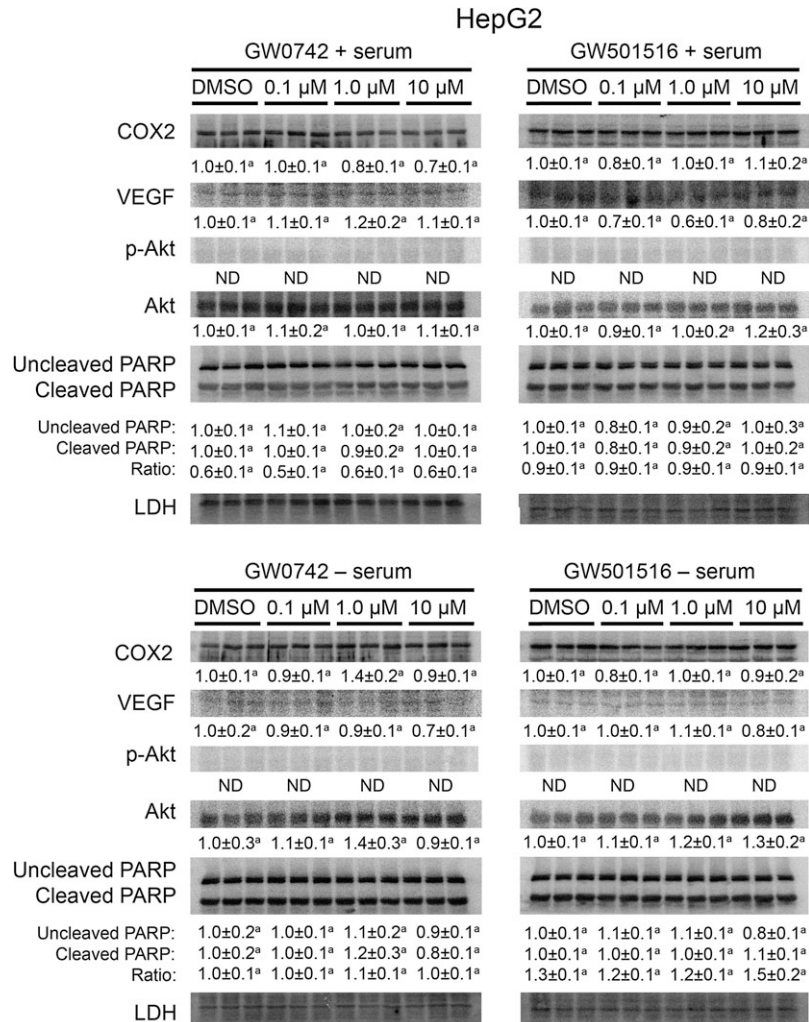 HepG2
GW0742 + serum GW501516 + serum
DMSO 0.1 µM 1.0 µM 10 µM DMSO 0.1 µM 1.0 µM 10 µM
COX2
1.0±0.1ᵃ 1.0±0.1ᵃ 0.8±0.1ᵃ 0.7±0.1ᵃ 1.0±0.1ᵃ 0.8±0.1ᵃ 1.0±0.1ᵃ 1.1±0.2ᵃ
VEGF
1.0±0.1ᵃ 1.1±0.1ᵃ 1.2±0.2ᵃ 1.1±0.1ᵃ 1.0±0.1ᵃ 0.7±0.1ᵃ 0.6±0.1ᵃ 0.8±0.2ᵃ
p-Akt
ND ND ND ND ND ND ND ND
Akt
1.0±0.1ᵃ 1.1±0.2ᵃ 1.0±0.1ᵃ 1.1±0.1ᵃ 1.0±0.1ᵃ 0.9±0.1ᵃ 1.0±0.2ᵃ 1.2±0.3ᵃ
Uncleaved PARP
Cleaved PARP
Uncleaved PARP: 1.0±0.1ᵃ 1.1±0.1ᵃ 1.0±0.2ᵃ 1.0±0.1ᵃ 1.0±0.1ᵃ 0.8±0.1ᵃ 0.9±0.2ᵃ 1.0±0.3ᵃ
Cleaved PARP: 1.0±0.1ᵃ 1.0±0.1ᵃ 0.9±0.2ᵃ 1.0±0.1ᵃ 1.0±0.1ᵃ 0.8±0.1ᵃ 0.9±0.2ᵃ 1.0±0.2ᵃ
Ratio: 0.6±0.1ᵃ 0.5±0.1ᵃ 0.6±0.1ᵃ 0.6±0.1ᵃ 0.9±0.1ᵃ 0.9±0.1ᵃ 0.9±0.1ᵃ 0.9±0.1ᵃ
LDH
GW0742 – serum GW501516 – serum
DMSO 0.1 µM 1.0 µM 10 µM DMSO 0.1 µM 1.0 µM 10 µM
COX2
1.0±0.1ᵃ 0.9±0.1ᵃ 1.4±0.2ᵃ 0.9±0.1ᵃ 1.0±0.1ᵃ 0.8±0.1ᵃ 1.0±0.1ᵃ 0.9±0.2ᵃ
VEGF
1.0±0.2ᵃ 0.9±0.1ᵃ 0.9±0.1ᵃ 0.7±0.1ᵃ 1.0±0.1ᵃ 1.0±0.1ᵃ 1.1±0.1ᵃ 0.8±0.1ᵃ
p-Akt
ND ND ND ND ND ND ND ND
Akt
1.0±0.3ᵃ 1.1±0.1ᵃ 1.4±0.3ᵃ 0.9±0.1ᵃ 1.0±0.1ᵃ 1.1±0.1ᵃ 1.2±0.1ᵃ 1.3±0.2ᵃ
Uncleaved PARP
Cleaved PARP
Uncleaved PARP: 1.0±0.2ᵃ 1.0±0.1ᵃ 1.1±0.2ᵃ 0.9±0.1ᵃ 1.0±0.1ᵃ 1.1±0.1ᵃ 1.1±0.1ᵃ 0.8±0.1ᵃ
Cleaved PARP: 1.0±0.2ᵃ 1.0±0.1ᵃ 1.2±0.3ᵃ 0.8±0.1ᵃ 1.0±0.1ᵃ 1.0±0.1ᵃ 1.0±0.1ᵃ 1.1±0.1ᵃ
Ratio: 1.0±0.1ᵃ 1.0±0.1ᵃ 1.1±0.1ᵃ 1.0±0.1ᵃ 1.3±0.1ᵃ 1.2±0.1ᵃ 1.2±0.1ᵃ 1.5±0.2ᵃ
LDH